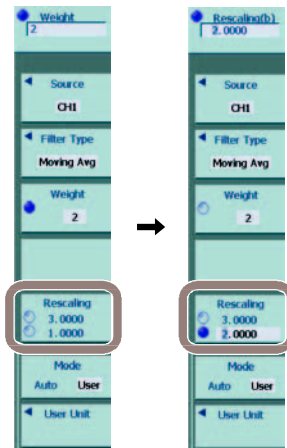 Weight
2
Source
CH1
Filter Type
Moving Avg
Weight
2
Rescaling
3.0000
1.0000
Mode
Auto User
User Unit
Rescaling(b)
2.0000
Source
CH1
Filter Type
Moving Avg
Weight
2
Rescaling
3.0000
2.0000
Mode
Auto User
User Unit